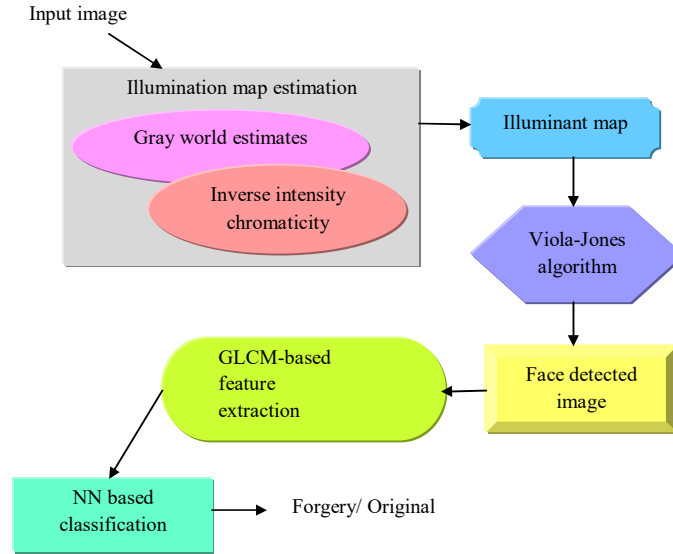 Input image
Illumination map estimation
Gray world estimates
Inverse intensity
chromaticity
Illuminant map
Viola-Jones
algorithm
Face detected
image
GLCM-based
feature
extraction
NN based
classification
Forgery/ Original